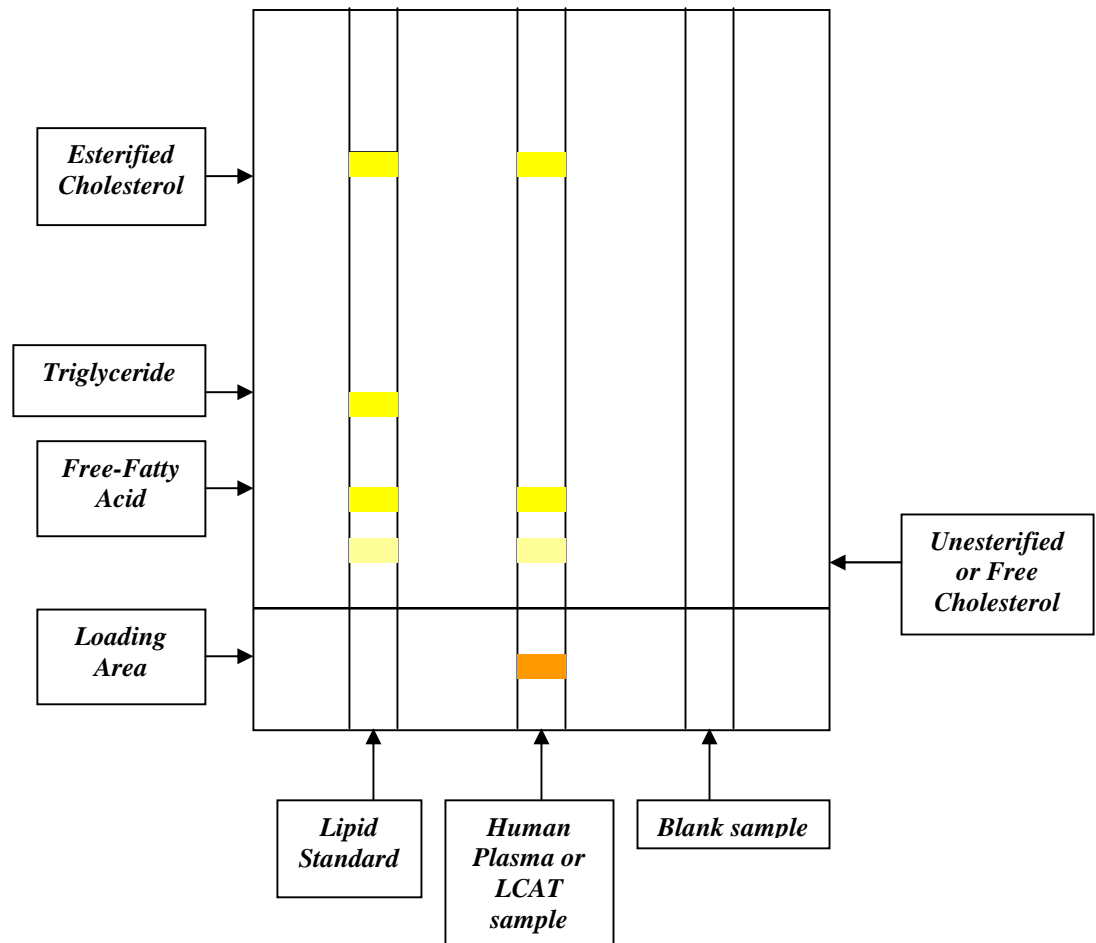 Esterified
Cholesterol
Triglyceride
Free-Fatty
Acid
Unesterified
or Free
Cholesterol
Loading
Area
Lipid
Standard
Human
Plasma or
LCAT
sample
Blank sample